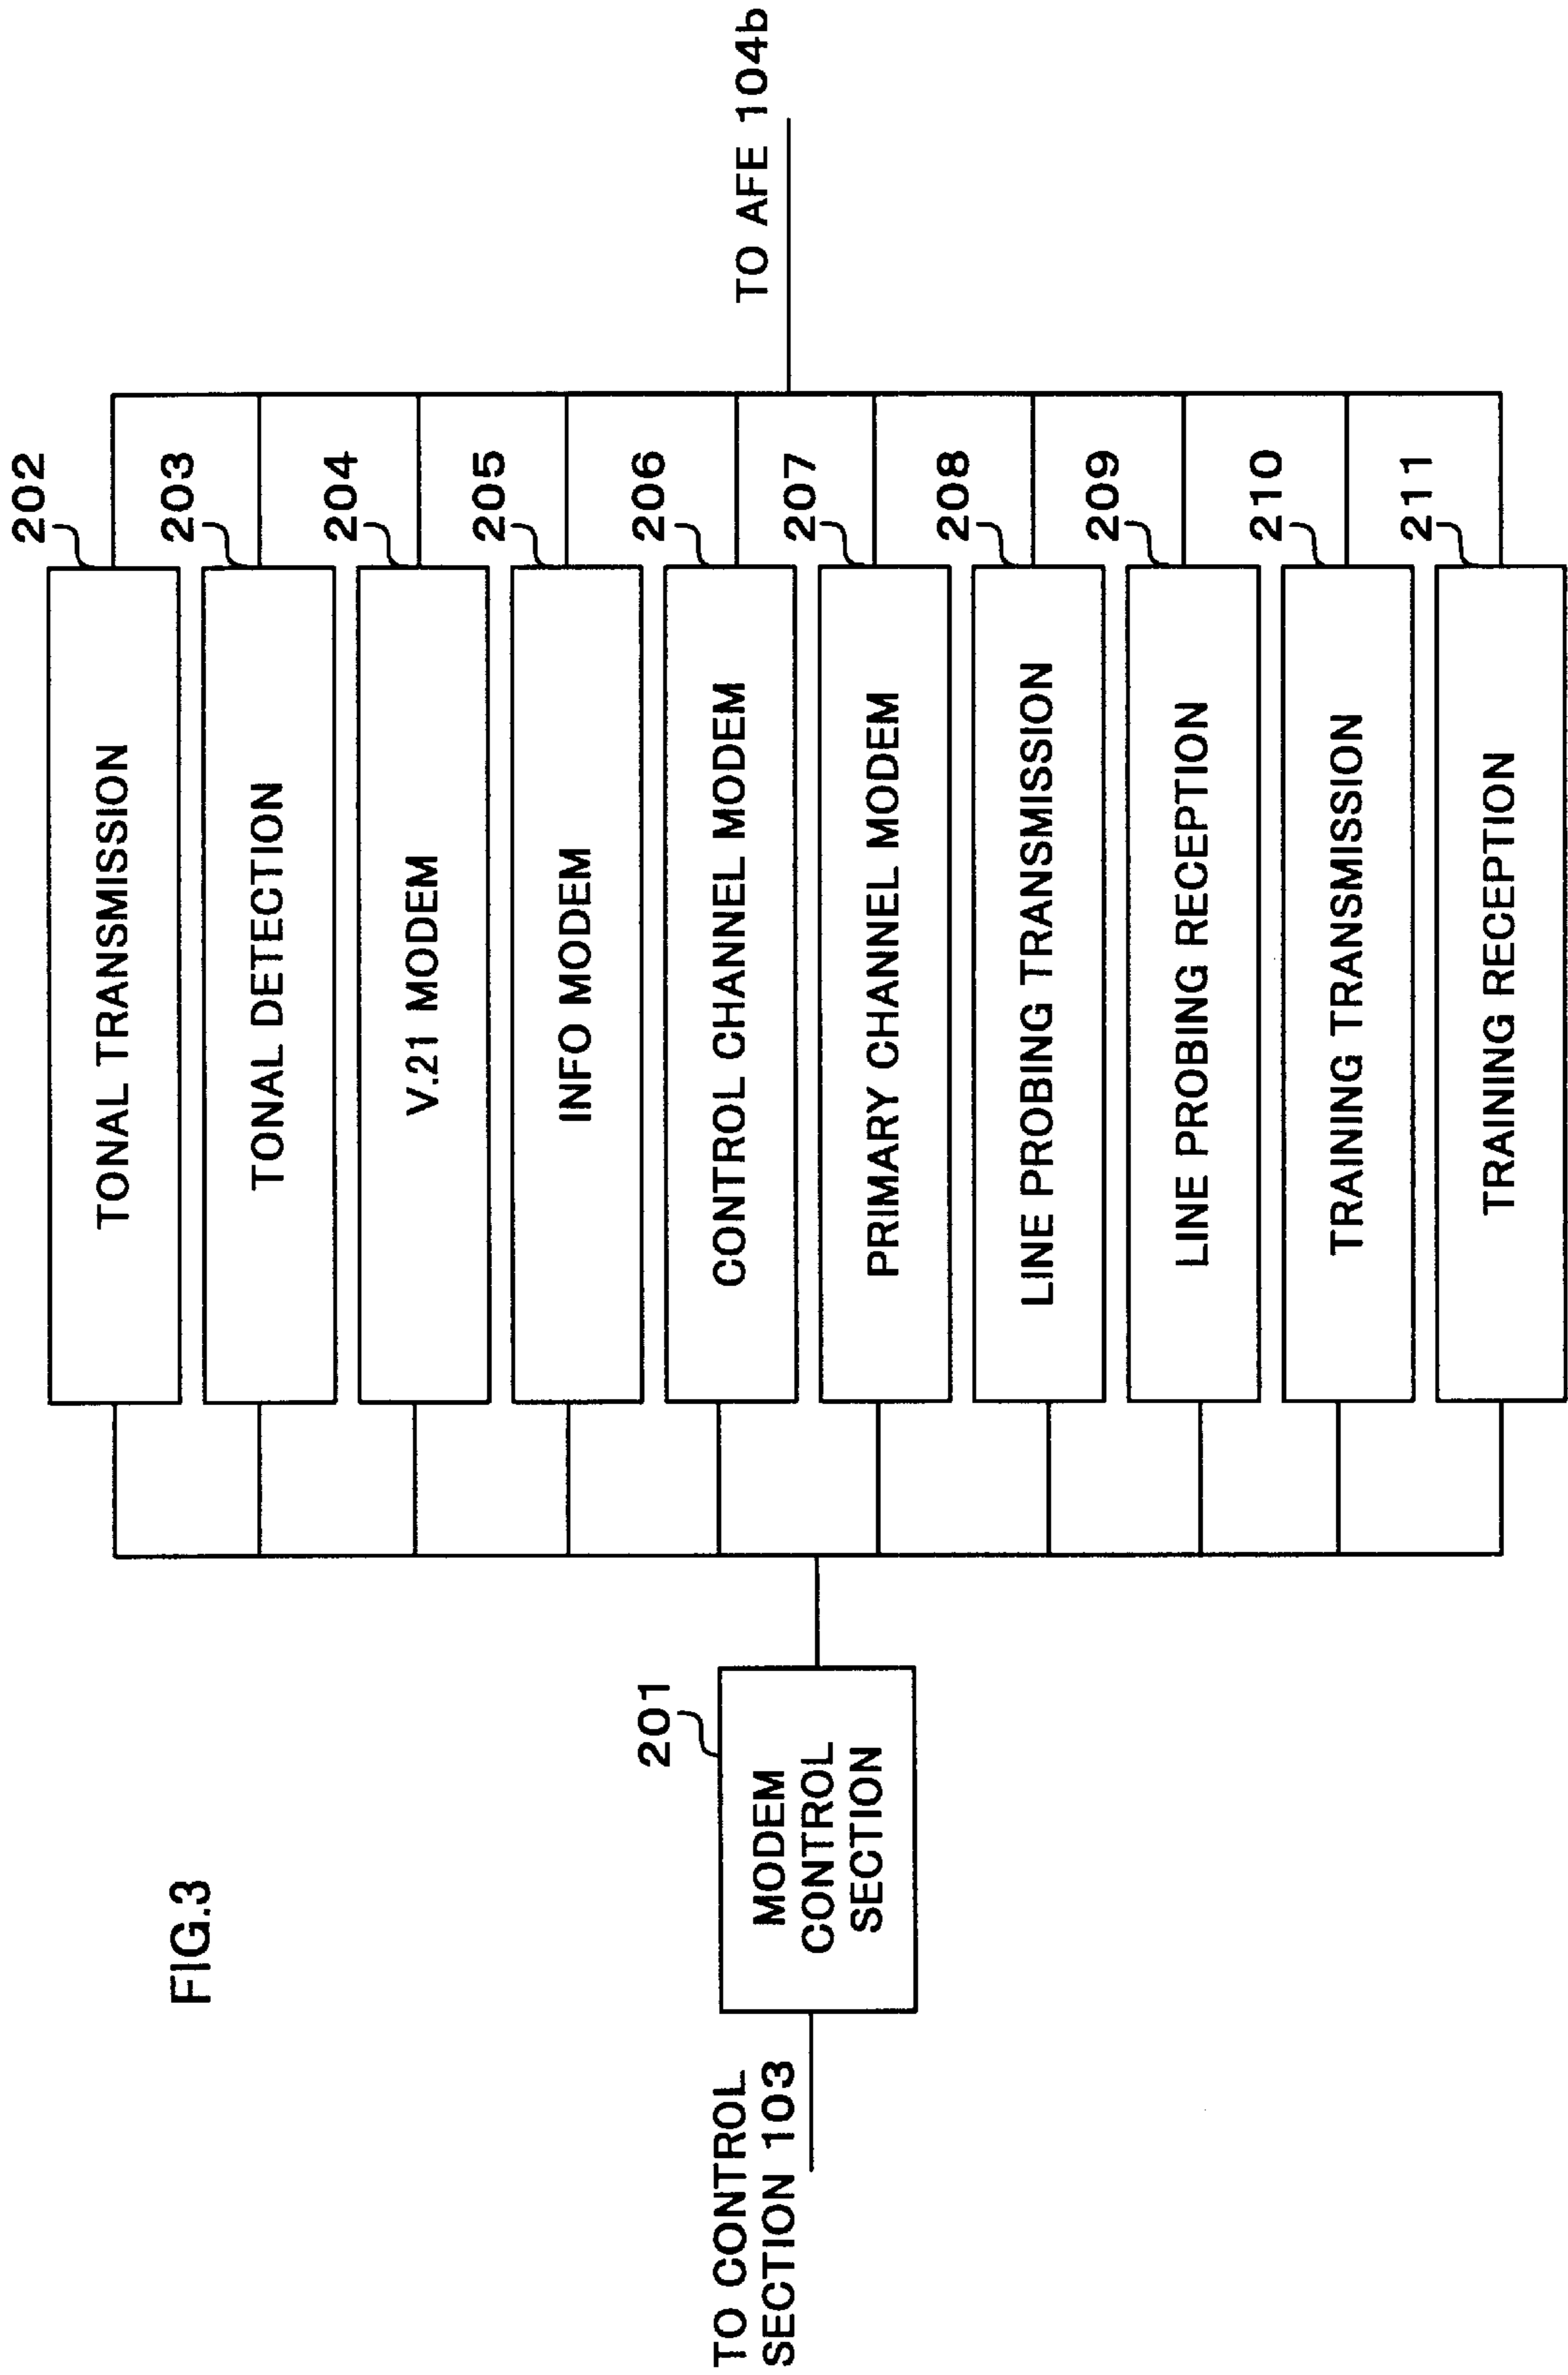 FIG.3
TO CONTROL
SECTION 103
201
MODEM
CONTROL
SECTION
202
TONAL TRANSMISSION
203
TONAL DETECTION
204
V.21 MODEM
205
INFO MODEM
206
CONTROL CHANNEL MODEM
207
PRIMARY CHANNEL MODEM
208
LINE PROBING TRANSMISSION
209
LINE PROBING RECEPTION
210
TRAINING TRANSMISSION
211
TRAINING RECEPTION
TO AFE 104b